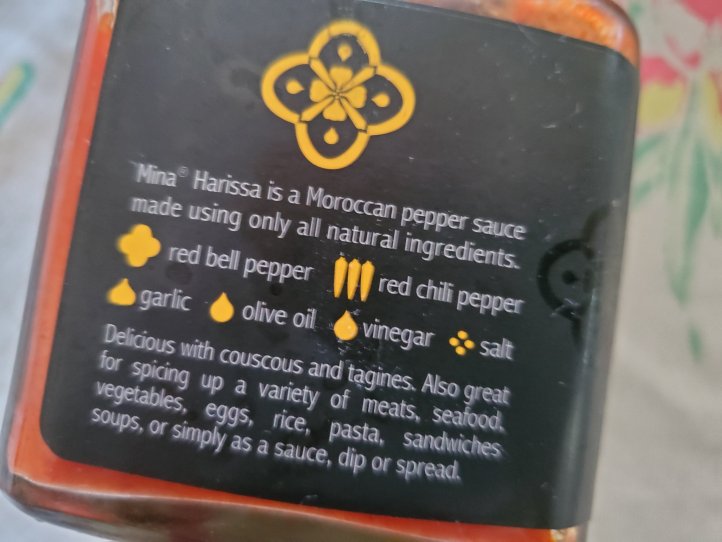 Mina® Harissa is a Moroccan pepper sauce
made using only all natural ingredients.
red bell pepper red chili pepper
garlic olive oil vinegar salt
Delicious with couscous and tagines. Also great
for spicing up a variety of meats, seafood,
vegetables, eggs, rice, pasta, sandwiches
soups, or simply as a sauce, dip or spread.